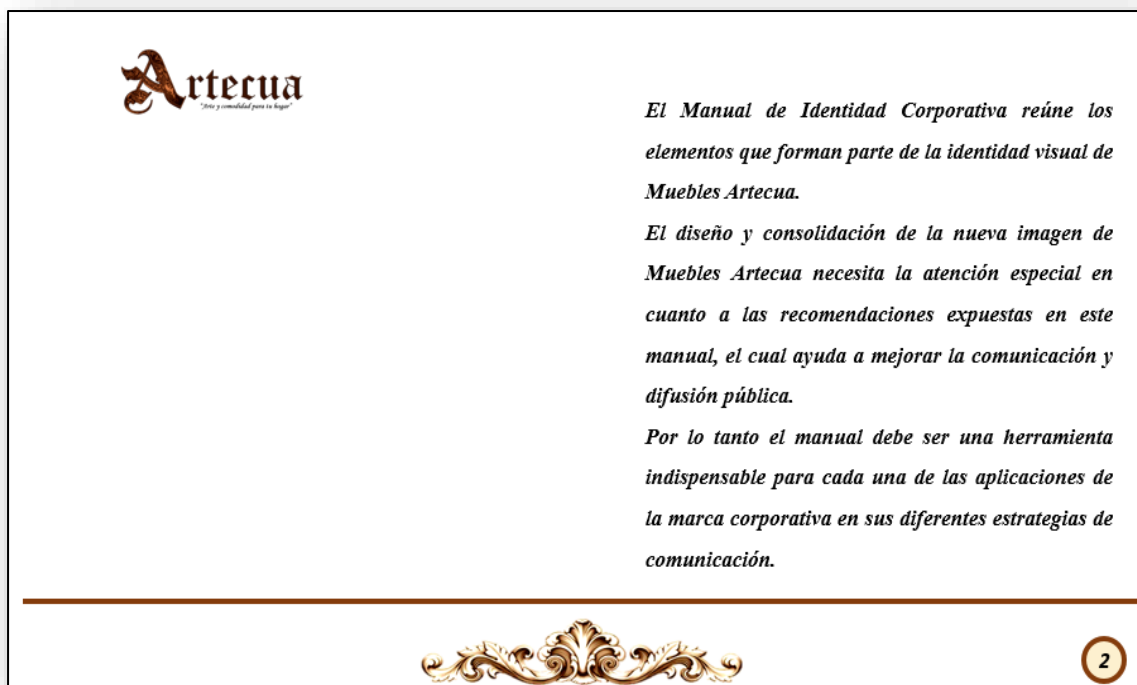 Artecua
"Arte y comodidad para tu hogar"
El Manual de Identidad Corporativa reúne los
elementos que forman parte de la identidad visual de
Muebles Artecua.
El diseño y consolidación de la nueva imagen de
Muebles Artecua necesita la atención especial en
cuanto a las recomendaciones expuestas en este
manual, el cual ayuda a mejorar la comunicación y
difusión pública.
Por lo tanto el manual debe ser una herramienta
indispensable para cada una de las aplicaciones de
la marca corporativa en sus diferentes estrategias de
comunicación.
2